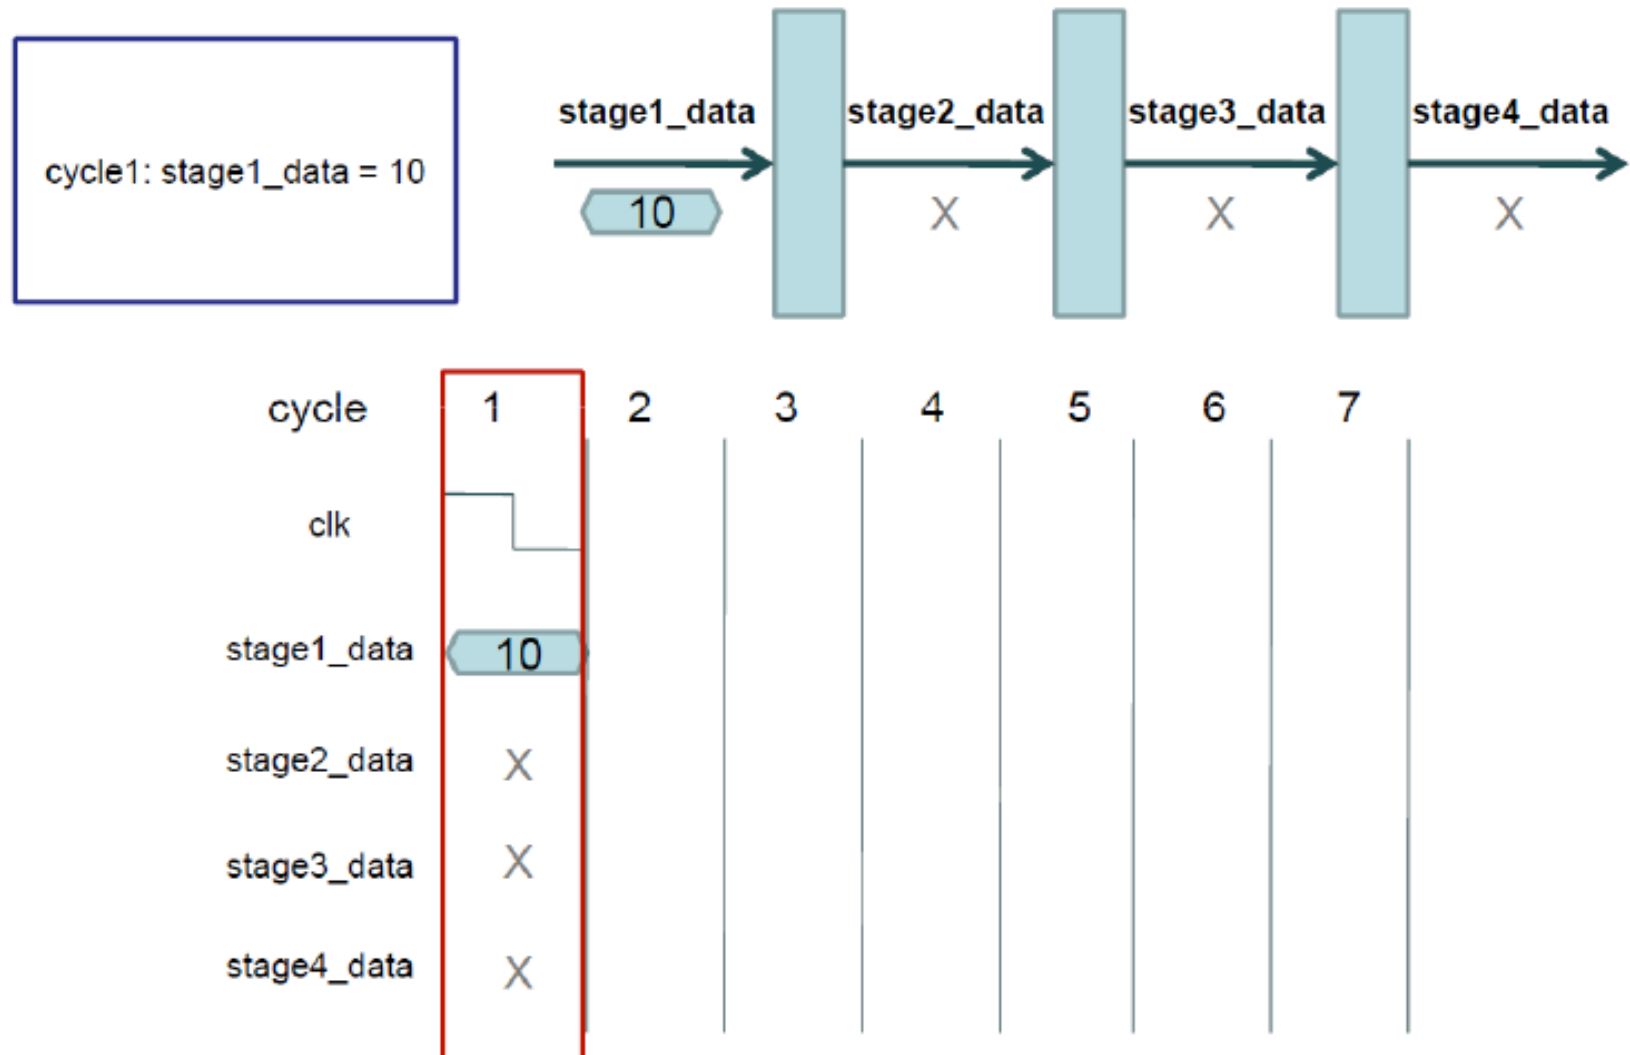 cycle1: stage1_data = 10
stage1_data stage2_data stage3_data stage4_data
10 X X X
cycle 1 2 3 4 5 6 7
clk
stage1_data 10
stage2_data X
stage3_data X
stage4_data X